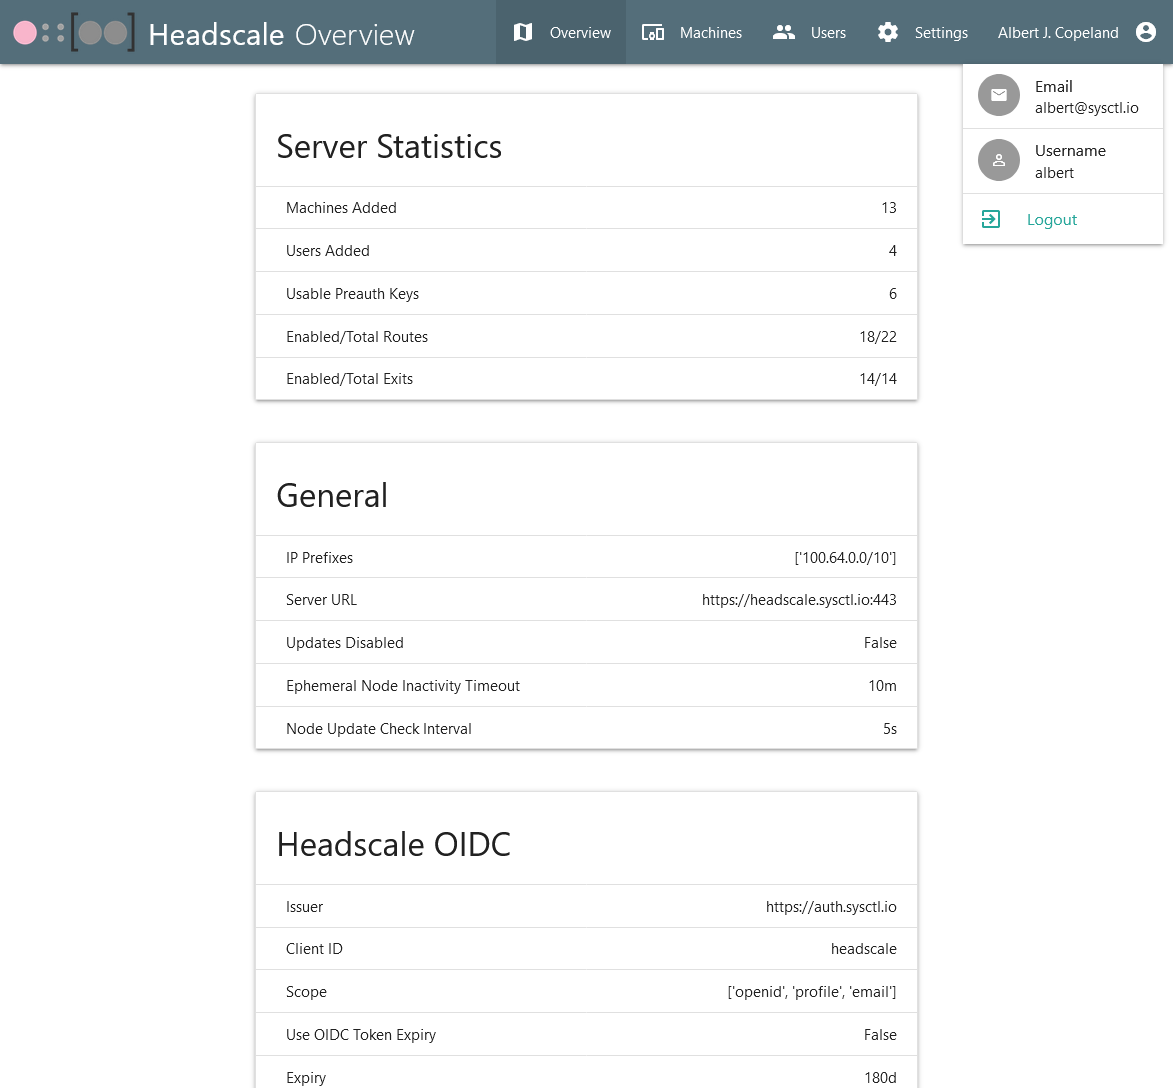 Headscale Overview
Overview
Machines
Users
Settings
Albert J. Copeland
Email
albert@sysctl.io
Username
albert
Logout
Server Statistics
Machines Added 13
Users Added 4
Usable Preauth Keys 6
Enabled/Total Routes 18/22
Enabled/Total Exits 14/14
General
IP Prefixes ['100.64.0.0/10']
Server URL https://headscale.sysctl.io:443
Updates Disabled False
Ephemeral Node Inactivity Timeout 10m
Node Update Check Interval 5s
Headscale OIDC
Issuer https://auth.sysctl.io
Client ID headscale
Scope ['openid', 'profile', 'email']
Use OIDC Token Expiry False
Expiry 180d